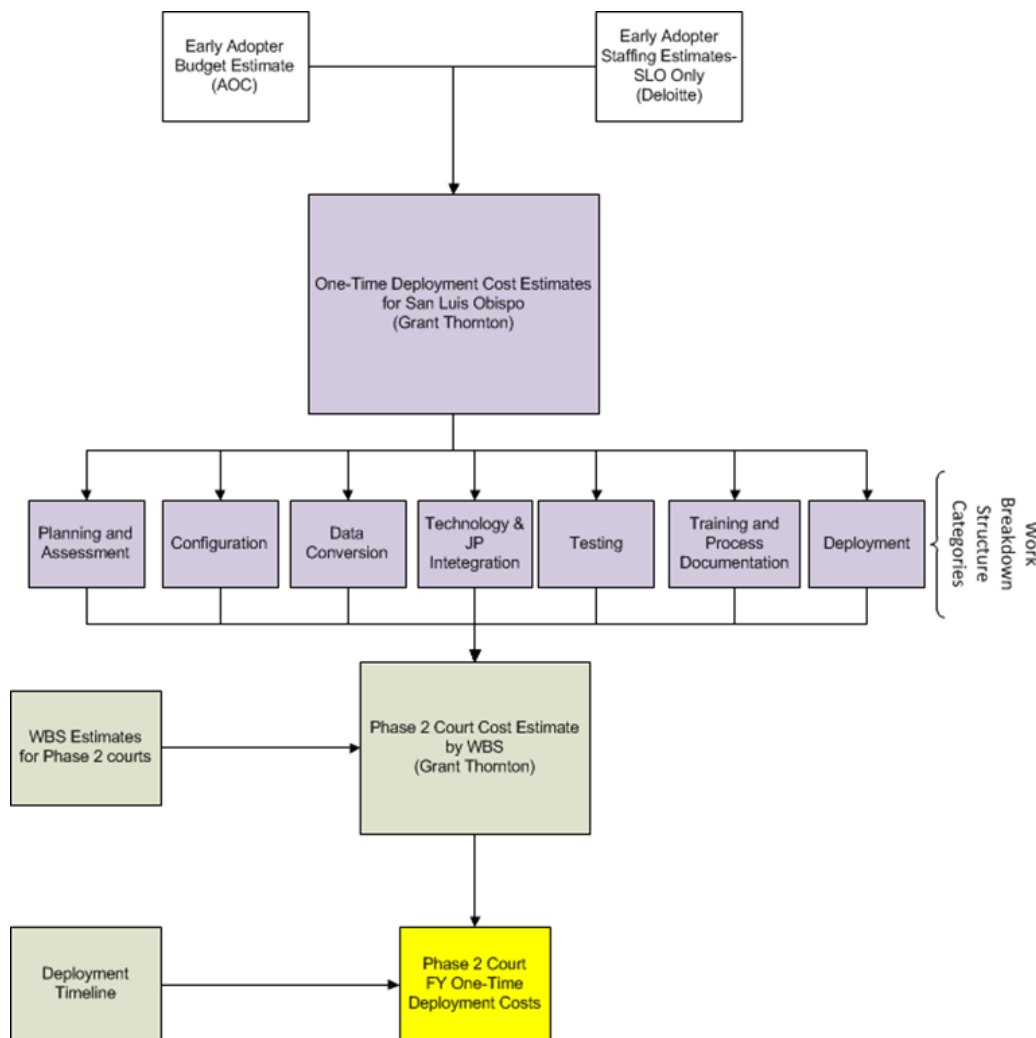 Early Adopter
Budget Estimate
(AOC)
Early Adopter
Staffing Estimates-
SLO Only
(Deloitte)
One-Time Deployment Cost Estimates
for San Luis Obispo
(Grant Thornton)
Planning and
Assessment
Configuration
Data
Conversion
Technology &
JP
Intetegration
Testing
Training and
Process
Documentation
Deployment
Work
Breakdown
Structure
Categories
WBS Estimates
for Phase 2 courts
Phase 2 Court Cost Estimate
by WBS
(Grant Thornton)
Deployment
Timeline
Phase 2 Court
FY One-Time
Deployment Costs